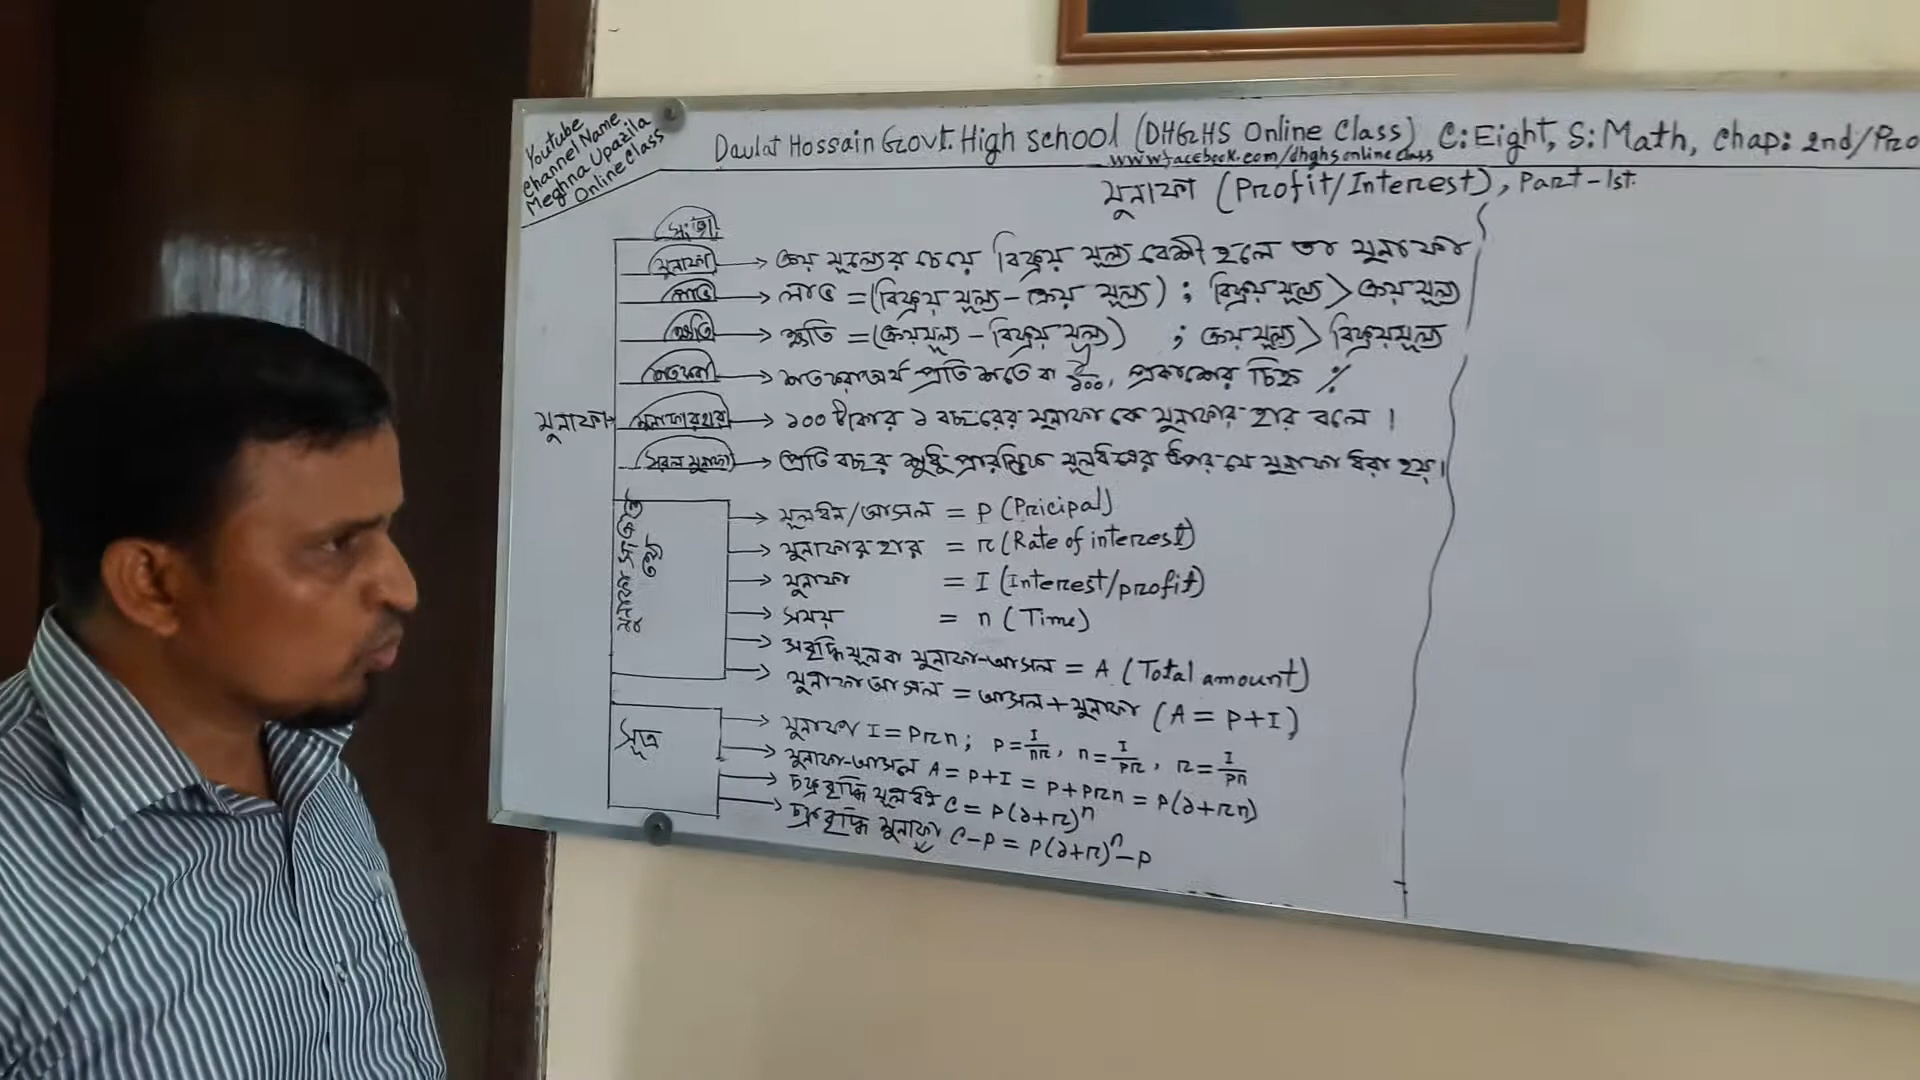 Youtube
Channel Name
Meghna Upazila
Online Class
Daulat Hossain Govt. High School (DHGHS Online Class) C: Eight, S: Math, Chap: 2nd/Pro
www.facebook.com/dhghsonlineclass
মুনাফা (Profit/Interest), Part-1st.
সংজ্ঞা
মুনাফা → ক্রয় মূল্যের চেয়ে বিক্রয় মূল্য বেশী হলে তা মুনাফা
লাভ → লাভ = (বিক্রয় মূল্য - ক্রয় মূল্য) ; বিক্রয় মূল্য > ক্রয় মূল্য
ক্ষতি → ক্ষতি = (ক্রয়মূল্য - বিক্রয় মূল্য) ; ক্রয় মূল্য > বিক্রয়মূল্য
শতকরা → শতকরা অর্থ প্রতি শতে বা ১/১০০, প্রকাশের চিহ্ন %
মুনাফা মুনাফার হার → ১০০ টাকার ১ বছরের মুনাফা কে মুনাফার হার বলে ।
সরল মুনাফা → প্রতি বছর শুধু প্রারম্ভিক মূলধনের উপর যে মুনাফা ধরা হয়।
→ মূলধন/আসল = P (Pricipal)
→ মুনাফার হার = r (Rate of interest)
→ মুনাফা = I (Interest/profit)
→ সময় = n (Time)
→ সবৃদ্ধিমূল বা মুনাফা-আসল = A (Total amount)
→ মুনাফা আসল = আসল + মুনাফা (A = P+I)
সূত্র
→ মুনাফা I = Prn; P = I/nr, n = I/Pr, r = I/Pn
→ মুনাফা-আসল A = P+I = P+Prn = P(১+rn)
→ চক্রবৃদ্ধি মূলধন C = P(১+r)ⁿ
→ চক্রবৃদ্ধি মুনাফা C-P = P(১+r)ⁿ-P